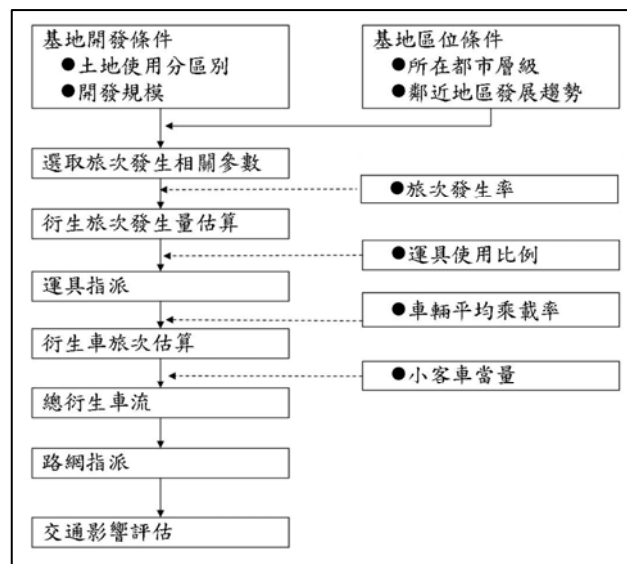 基地開發條件
●土地使用分區別
●開發規模
基地區位條件
●所在都市層級
●鄰近地區發展趨勢
選取旅次發生相關參數
●旅次發生率
衍生旅次發生量估算
●運具使用比例
運具指派
●車輛平均乘載率
衍生車旅次估算
●小客車當量
總衍生車流
路網指派
交通影響評估